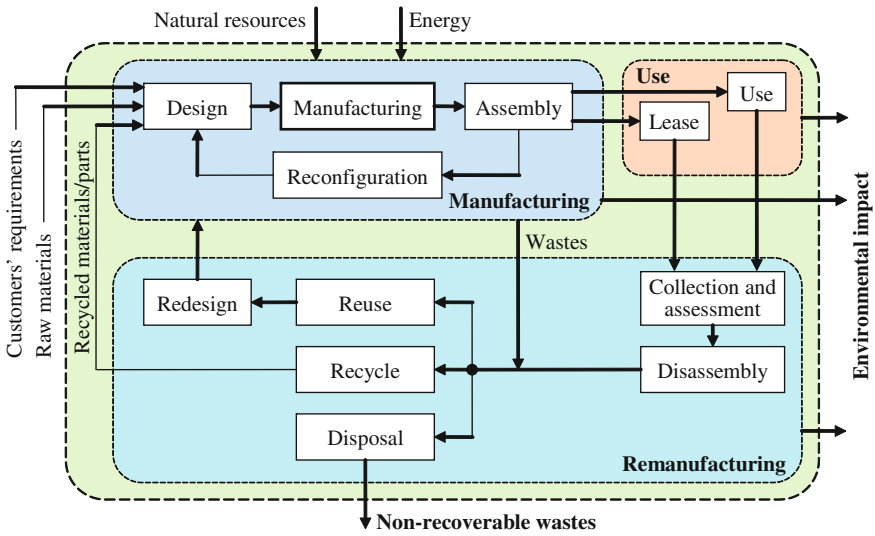 Natural resources
Energy
Use
Design
Manufacturing
Assembly
Use
Lease
Reconfiguration
Manufacturing
Customers’ requirements
Raw materials
Recycled materials/parts
Environmental impact
Wastes
Redesign
Reuse
Collection and
assessment
Recycle
Disassembly
Disposal
Remanufacturing
Non-recoverable wastes